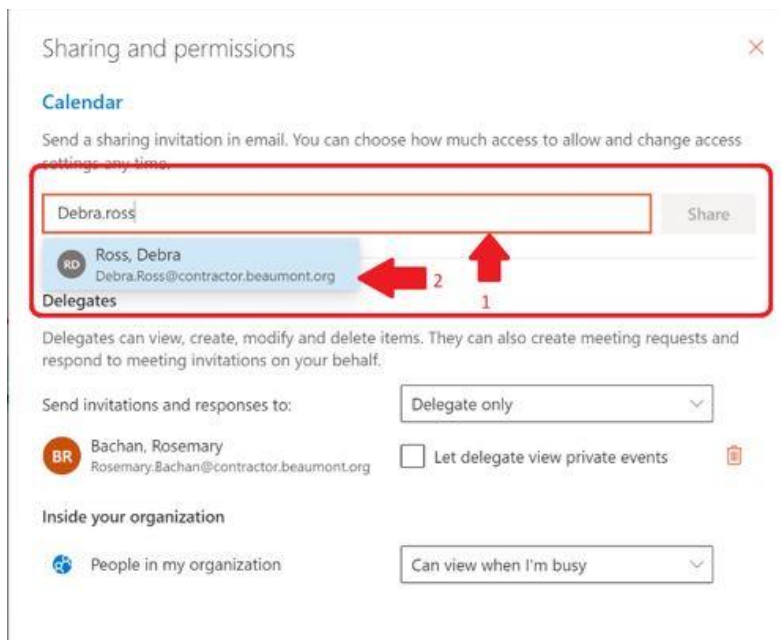 Sharing and permissions
Calendar
Send a sharing invitation in email. You can choose how much access to allow and change access
settings any time.
Debra.ross
Share
RD
Ross, Debra
Debra.Ross@contractor.beaumont.org
2
1
Delegates
Delegates can view, create, modify and delete items. They can also create meeting requests and
respond to meeting invitations on your behalf.
Send invitations and responses to:
Delegate only
BR
Bachan, Rosemary
Rosemary.Bachan@contractor.beaumont.org
Let delegate view private events
Inside your organization
People in my organization
Can view when I'm busy